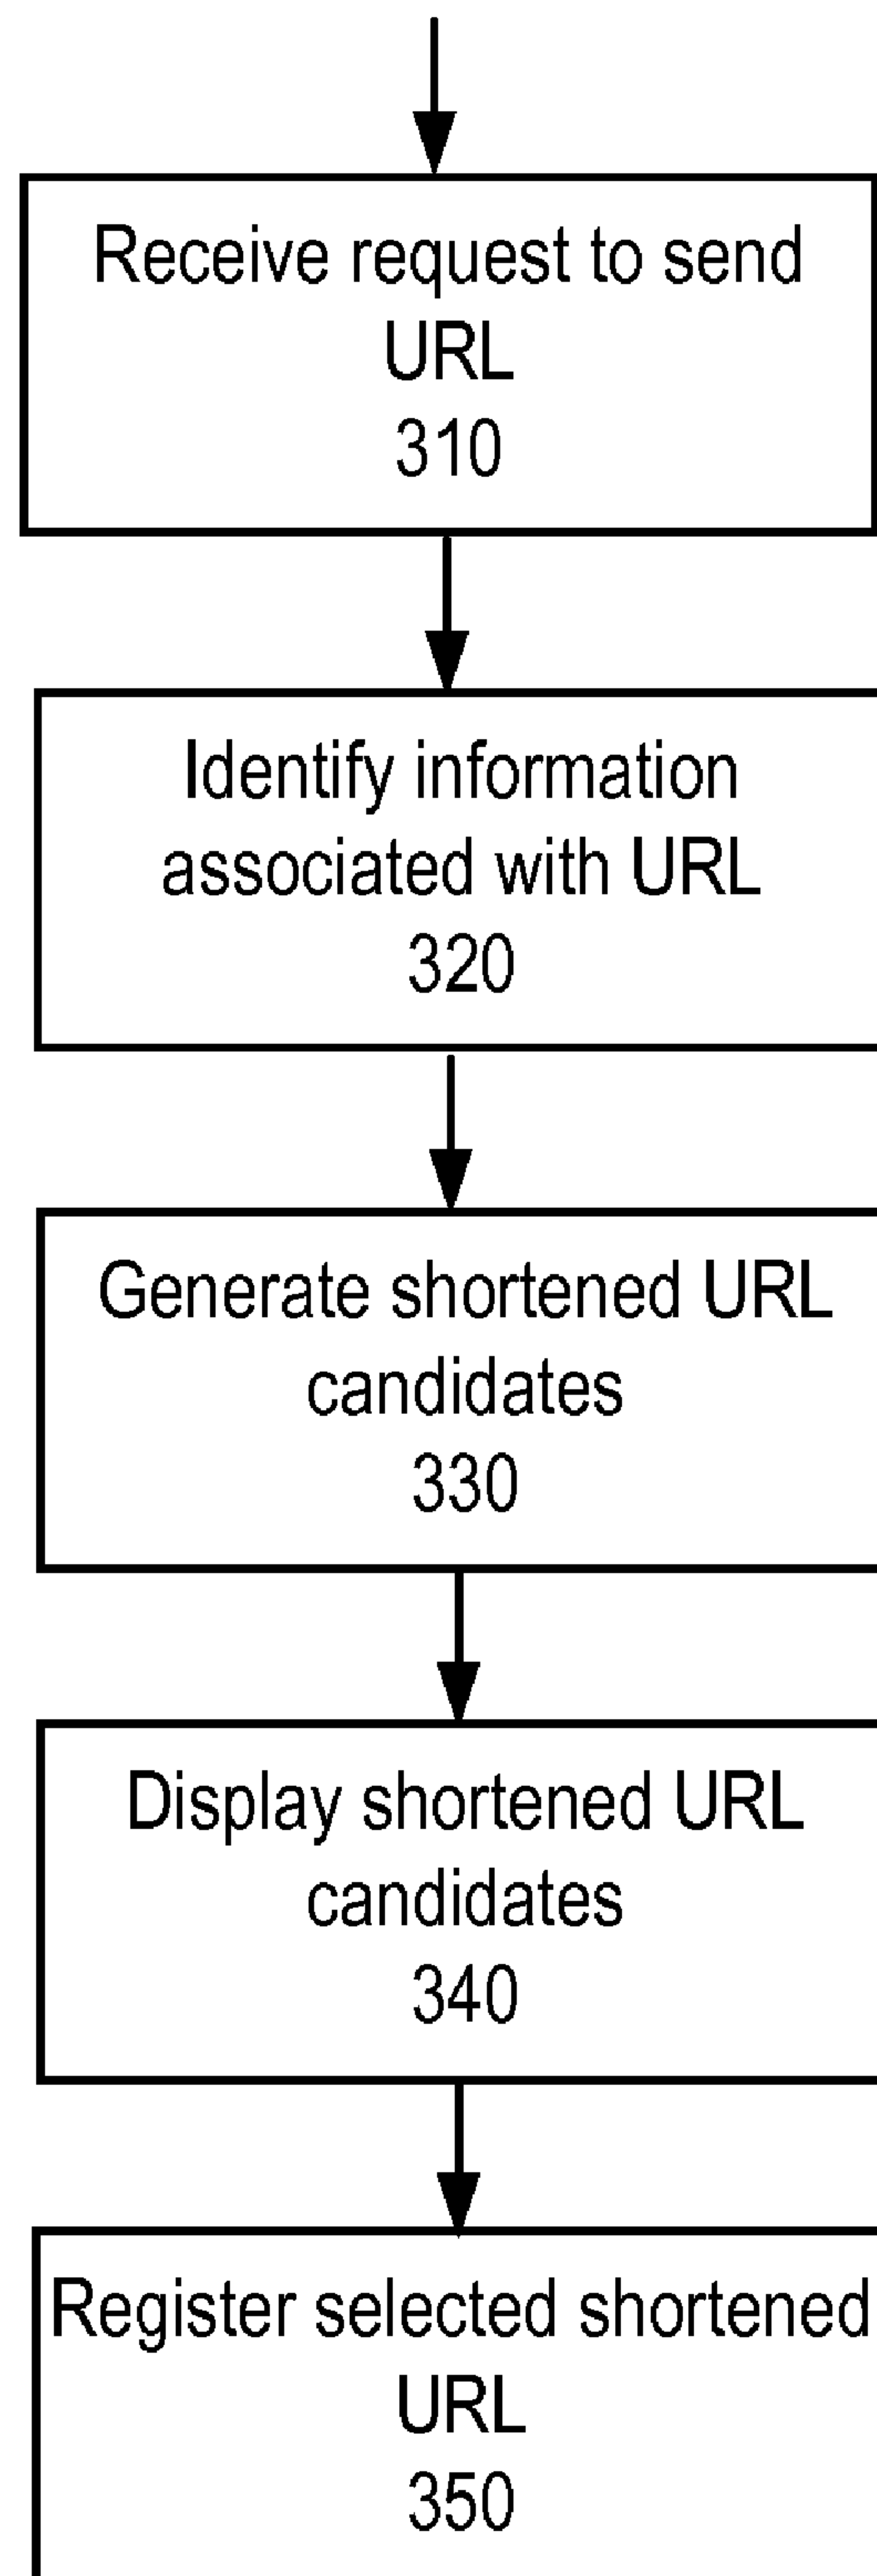 Receive request to send
URL
310
Identify information
associated with URL
320
Generate shortened URL
candidates
330
Display shortened URL
candidates
340
Register selected shortened
URL
350